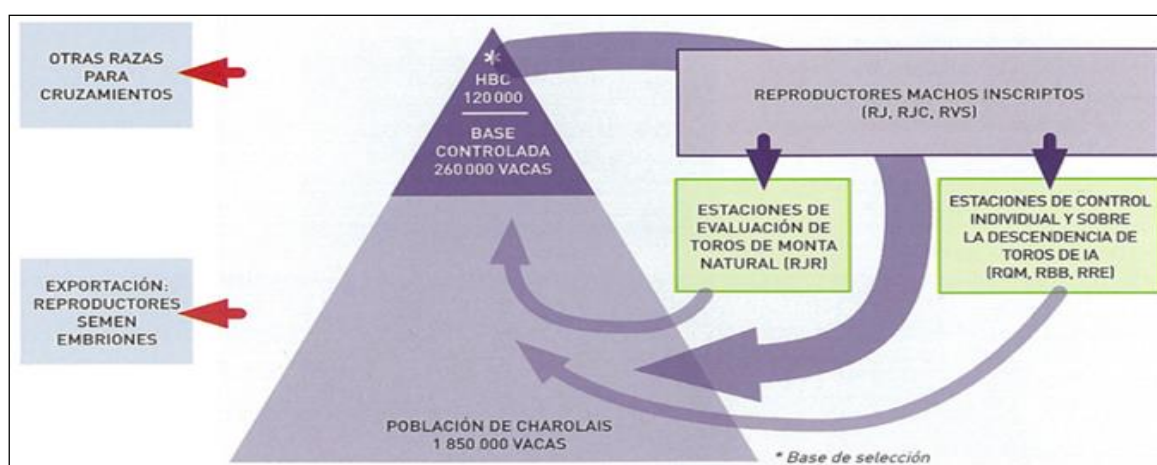 OTRAS RAZAS
PARA
CRUZAMIENTOS
*
HBC
120 000
BASE
CONTROLADA
260 000 VACAS
REPRODUCTORES MACHOS INSCRIPTOS
(RJ, RJC, RVS)
ESTACIONES DE
EVALUACIÓN DE
TOROS DE MONTA
NATURAL (RJR)
ESTACIONES DE CONTROL
INDIVIDUAL Y SOBRE
LA DESCENDENCIA DE
TOROS DE IA
(RQM, RBB, RRE)
EXPORTACIÓN:
REPRODUCTORES
SEMEN
EMBRIONES
POBLACIÓN DE CHAROLAIS
1 850 000 VACAS
* Base de selección